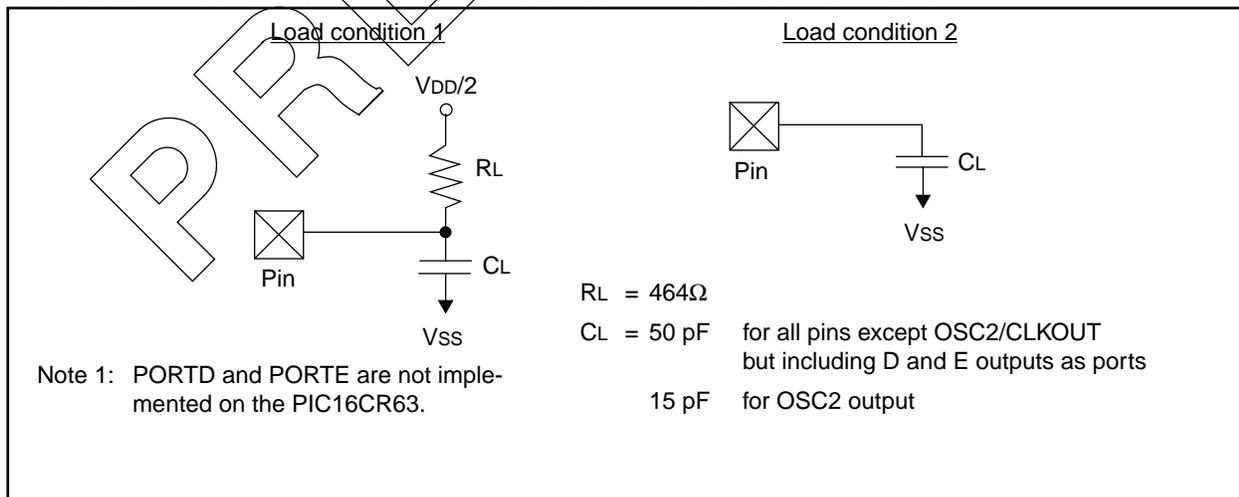 Load condition 1
VDD/2
RL
Pin
CL
VSS
Note 1: PORTD and PORTE are not imple-
mented on the PIC16CR63.
Load condition 2
Pin
CL
VSS
RL = 464Ω
CL = 50 pF for all pins except OSC2/CLKOUT
but including D and E outputs as ports
15 pF for OSC2 output